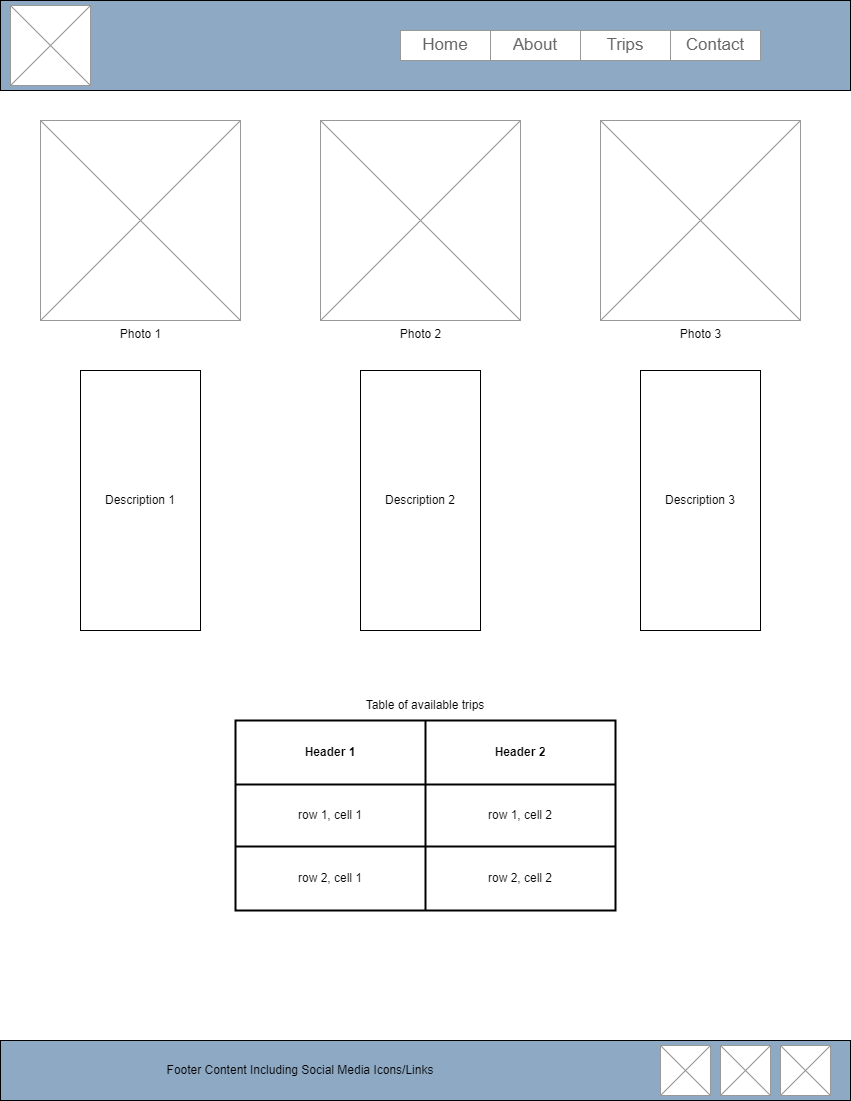 Home About Trips Contact
Photo 1 Photo 2 Photo 3
Description 1 Description 2 Description 3
Table of available trips
Header 1 Header 2
row 1, cell 1 row 1, cell 2
row 2, cell 1 row 2, cell 2
Footer Content Including Social Media Icons/Links